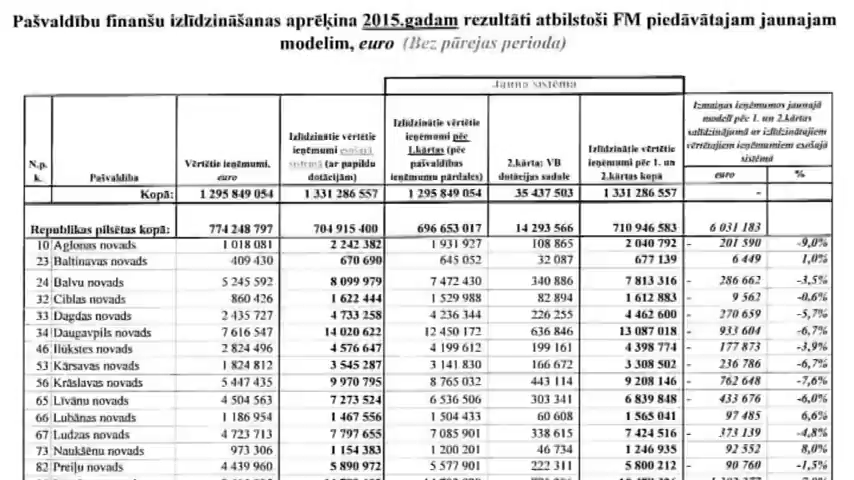 Pašvaldību finanšu izlīdzināšanas aprēķina 2015.gadam rezultāti atbilstoši FM piedāvātajam jaunajam
modelim, euro (Bez pārejas perioda)
Jaunā sistēma
N.p.k. Pašvaldība Vērtētie ieņēmumi, euro Izlīdzinātie vērtētie ieņēmumi esošajā sistēmā (ar papildu dotācijām) Izlīdzinātie vērtētie ieņēmumi pēc 1.kārtas (pēc pašvaldības ieņēmumu pārdales) 2.kārta: VB dotācijas sadale Izlīdzinātie vērtētie ieņēmumi pēc 1. un 2.kārtas kopā Izmaiņas ieņēmumos jaunajā modelī pēc 1. un 2.kārtas salīdzinājumā ar izlīdzinātajiem vērtētajiem ieņēmumiem esošajā sistēmā
euro %
Kopā: 1 295 849 054 1 331 286 557 1 295 849 054 35 437 503 1 331 286 557 -
Republikas pilsētas kopā: 774 248 797 704 915 400 696 653 017 14 293 566 710 946 583 6 031 183
10 Aglonas novads 1 018 081 2 242 382 1 931 927 108 865 2 040 792 - 201 590 -9,0%
23 Baltinavas novads 409 430 670 690 645 052 32 087 677 139 6 449 1,0%
24 Balvu novads 5 245 592 8 099 979 7 472 430 340 886 7 813 316 - 286 662 -3,5%
32 Ciblas novads 860 426 1 622 444 1 529 988 82 894 1 612 883 - 9 562 -0,6%
33 Dagdas novads 2 435 727 4 733 258 4 236 344 226 255 4 462 600 - 270 659 -5,7%
34 Daugavpils novads 7 616 547 14 020 622 12 450 172 636 846 13 087 018 - 933 604 -6,7%
46 Ilūkstes novads 2 824 496 4 576 647 4 199 612 199 161 4 398 774 - 177 873 -3,9%
53 Kārsavas novads 1 824 812 3 545 287 3 141 830 166 672 3 308 502 - 236 786 -6,7%
56 Krāslavas novads 5 447 435 9 970 795 8 765 032 443 114 9 208 146 - 762 648 -7,6%
65 Līvānu novads 4 504 563 7 273 524 6 536 506 303 341 6 839 848 - 433 676 -6,0%
66 Lubānas novads 1 186 954 1 467 556 1 504 433 60 608 1 565 041 97 485 6,6%
67 Ludzas novads 4 723 713 7 797 655 7 085 901 338 615 7 424 516 - 373 139 -4,8%
73 Naukšēnu novads 973 306 1 154 383 1 200 201 46 734 1 246 935 92 552 8,0%
82 Preiļu novads 4 439 960 5 890 972 5 577 901 222 311 5 800 212 - 90 760 -1,5%